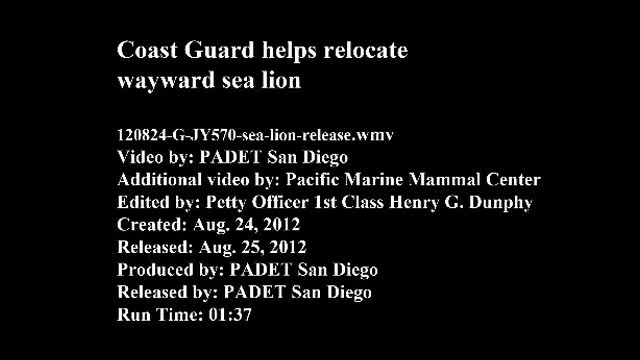 Coast Guard helps relocate
wayward sea lion
120824-G-JY570-sea-lion-release.wmv
Video by: PADET San Diego
Additional video by: Pacific Marine Mammal Center
Edited by: Petty Officer 1st Class Henry G. Dunphy
Created: Aug. 24, 2012
Released: Aug. 25, 2012
Produced by: PADET San Diego
Released by: PADET San Diego
Run Time: 01:37